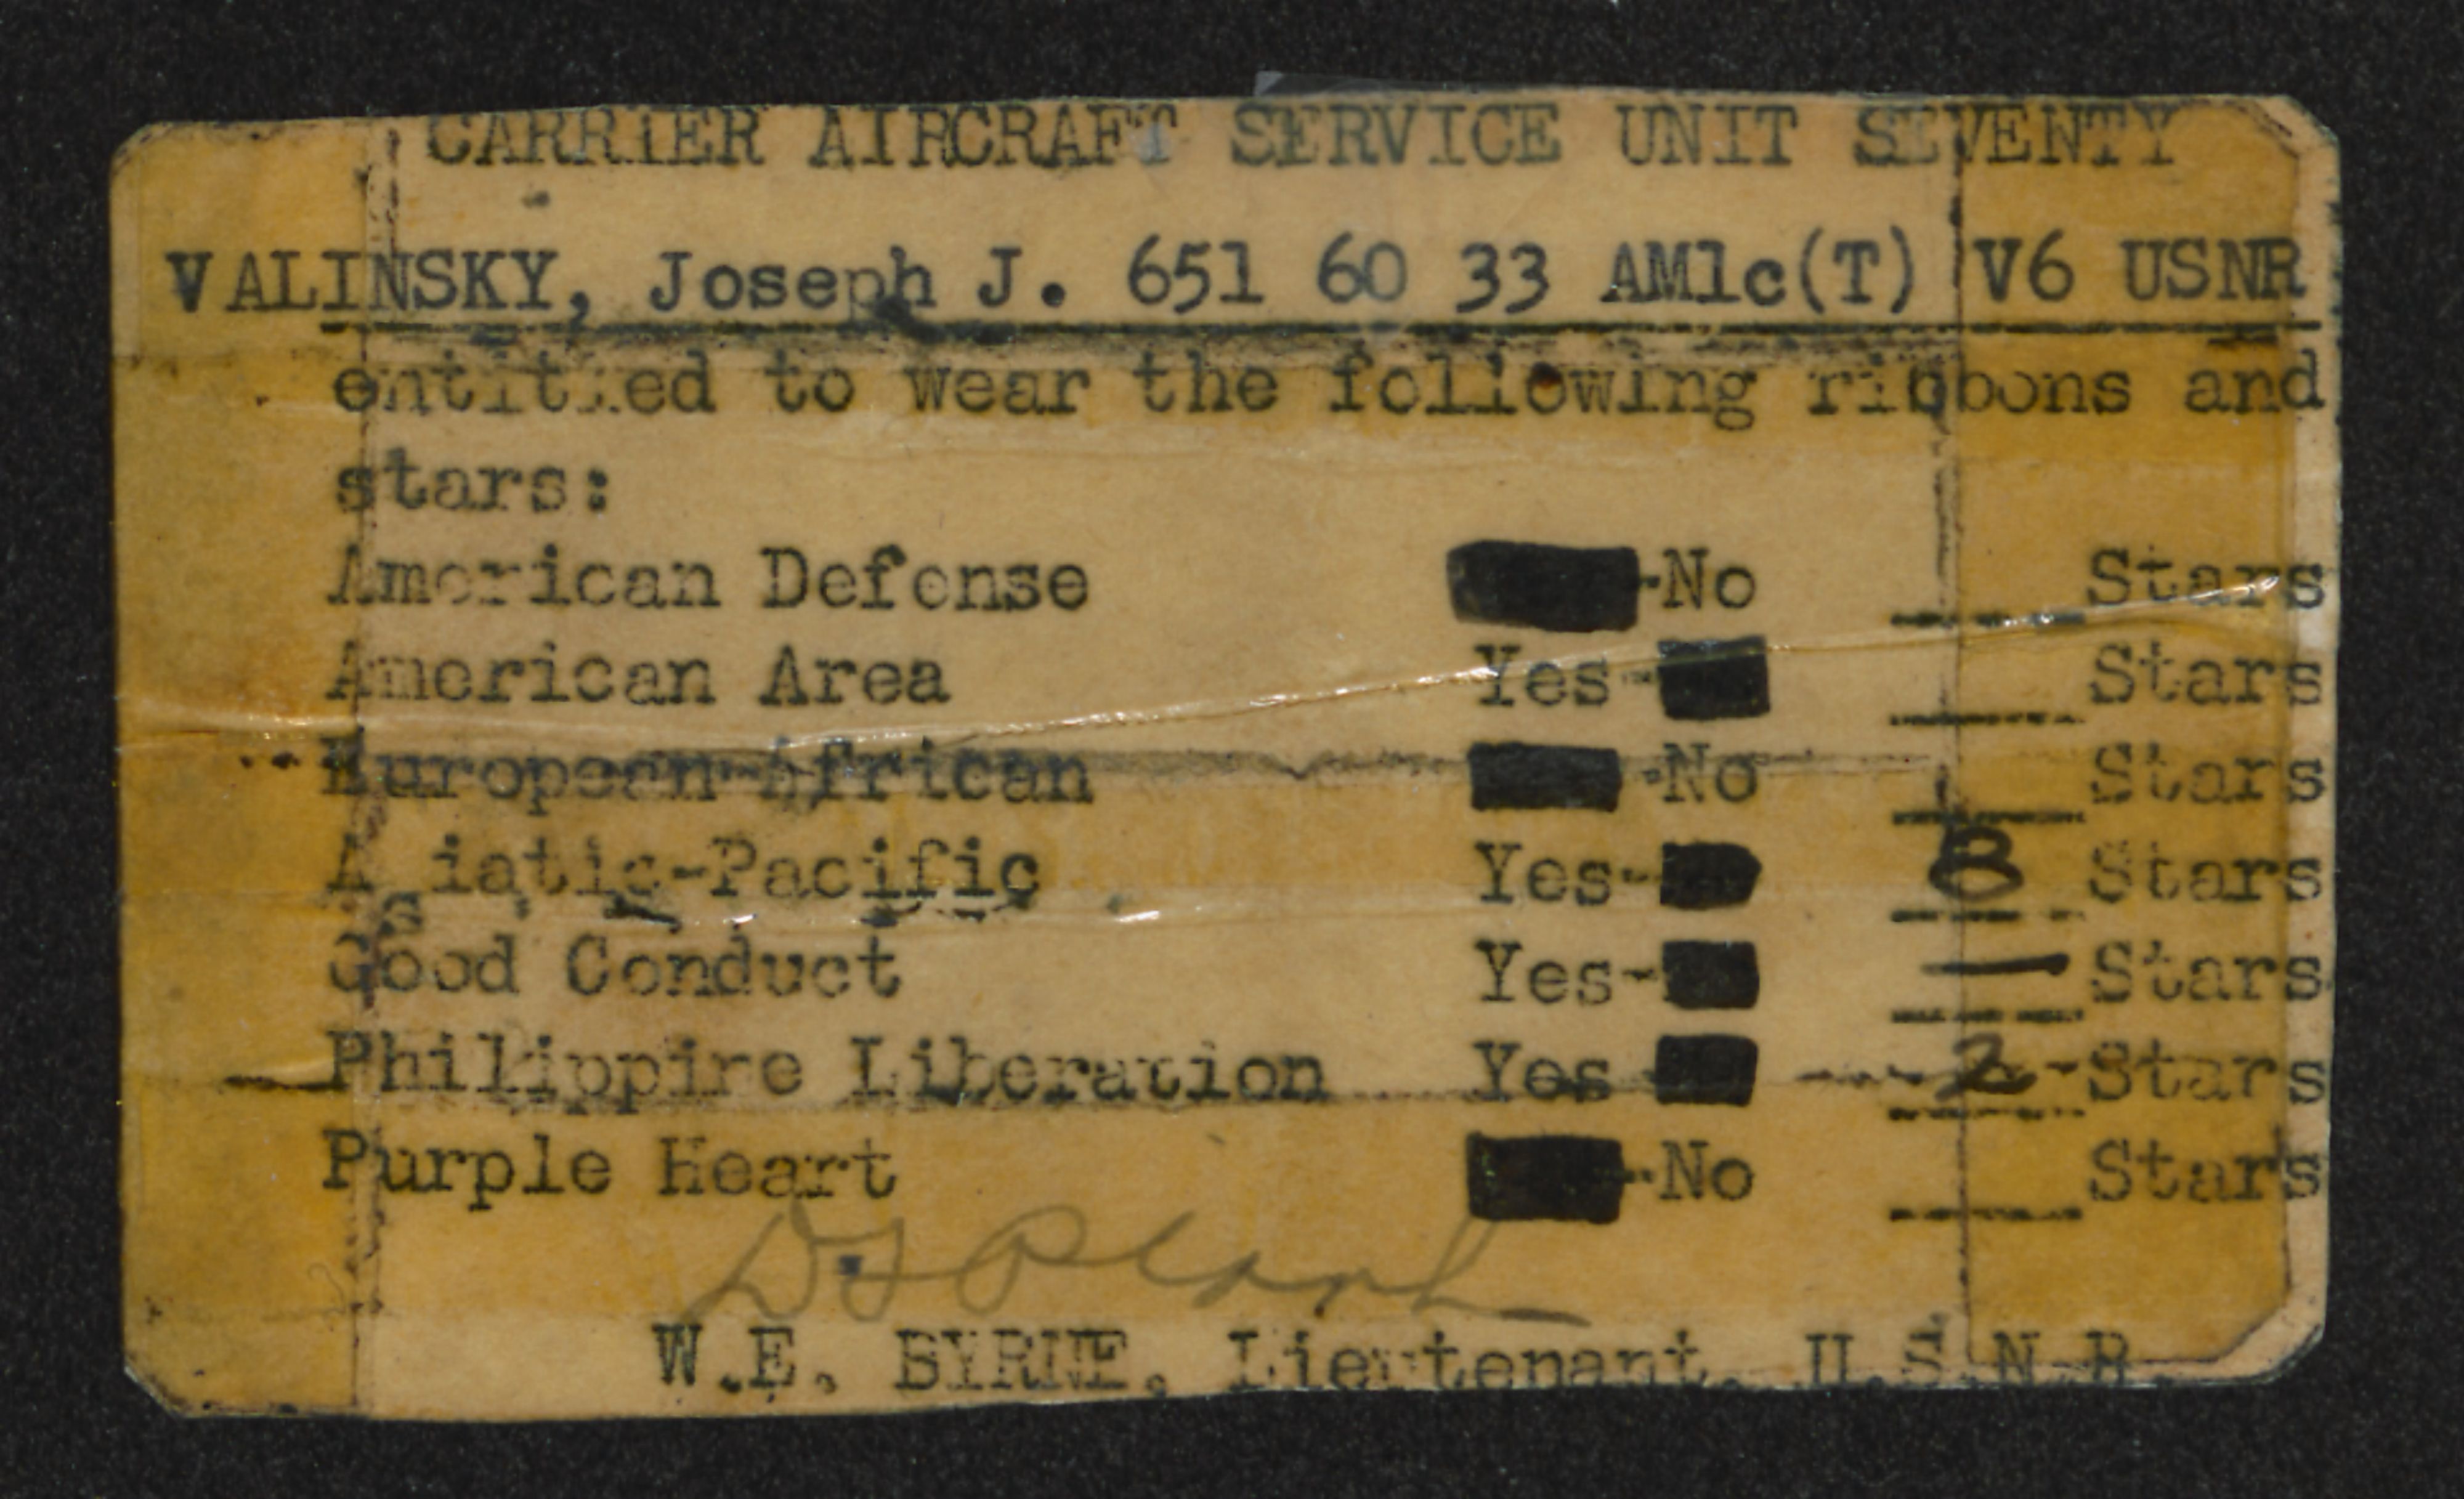 CARRIER AIRCRAFT SERVICE UNIT SEVENTY
VALINSKY, Joseph J. 651 60 33 AM1c(T) V6 USNR
entitled to wear the following ribbons and
stars:
American Defense -No Stars
American Area Yes- Stars
European-African -No Stars
Asiatic-Pacific Yes- 8 Stars
Good Conduct Yes- — Stars
Philippine Liberation Yes- 2 Stars
Purple Heart -No Stars
W.E. BYRNE, Lieutenant, U.S.N.R.